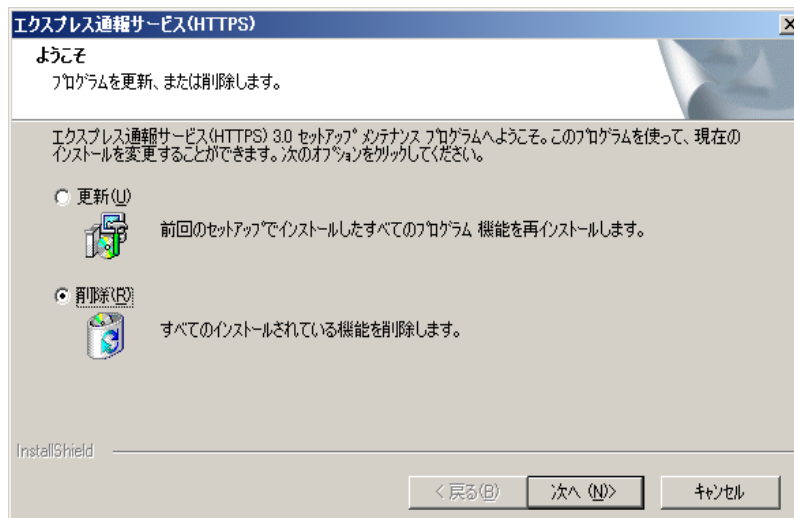 エクスプレス通報サービス(HTTPS)
ようこそ
プログラムを更新、または削除します。
エクスプレス通報サービス(HTTPS) 3.0 セットアップ メンテナンス プログラムへようこそ。このプログラムを使って、現在の
インストールを変更することができます。次のオプションをクリックしてください。
更新(U)
前回のセットアップでインストールしたすべてのプログラム 機能を再インストールします。
削除(R)
すべてのインストールされている機能を削除します。
InstallShield
< 戻る(B)
次へ (N)>
キャンセル